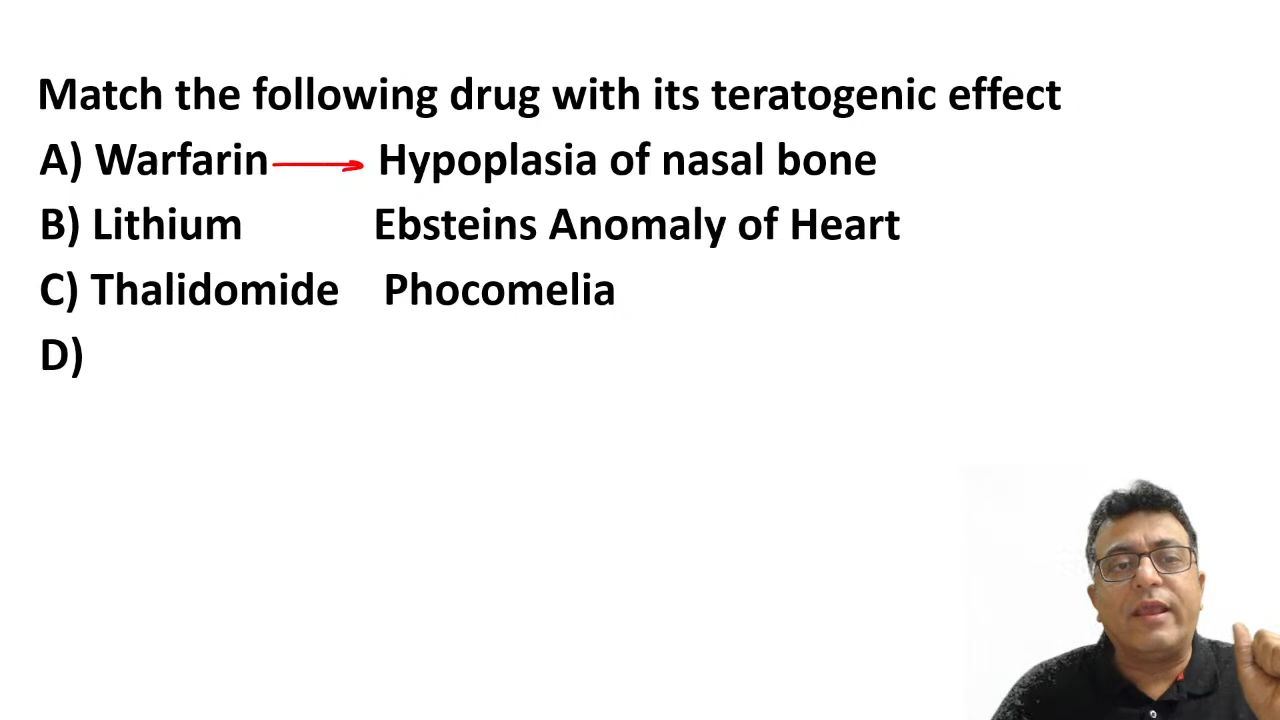 Match the following drug with its teratogenic effect
A) Warfarin Hypoplasia of nasal bone
B) Lithium Ebsteins Anomaly of Heart
C) Thalidomide Phocomelia
D)